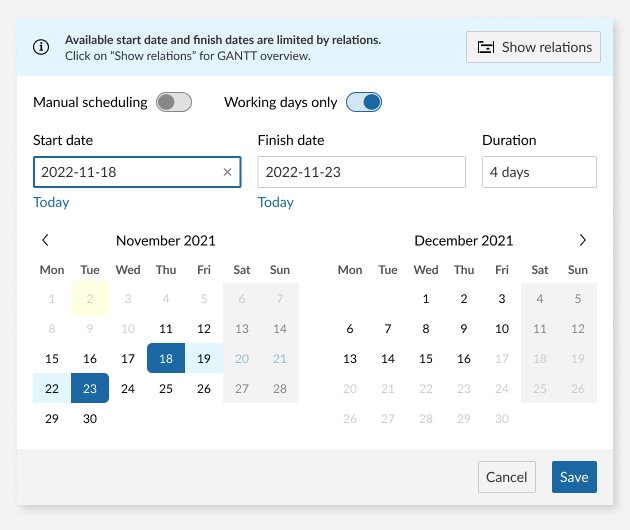 Available start date and finish dates are limited by relations.
Click on “Show relations” for GANTT overview.
Show relations
Manual scheduling
Working days only
Start date
Finish date
Duration
2022-11-18 ×
2022-11-23
4 days
Today
Today
November 2021
Mon Tue Wed Thu Fri Sat Sun
1 2 3 4 5 6 7
8 9 10 11 12 13 14
15 16 17 18 19 20 21
22 23 24 25 26 27 28
29 30
December 2021
Mon Tue Wed Thu Fri Sat Sun
1 2 3 4 5
6 7 8 9 10 11 12
13 14 15 16 17 18 19
20 21 22 23 24 25 26
26 27 28 29 30
Cancel
Save